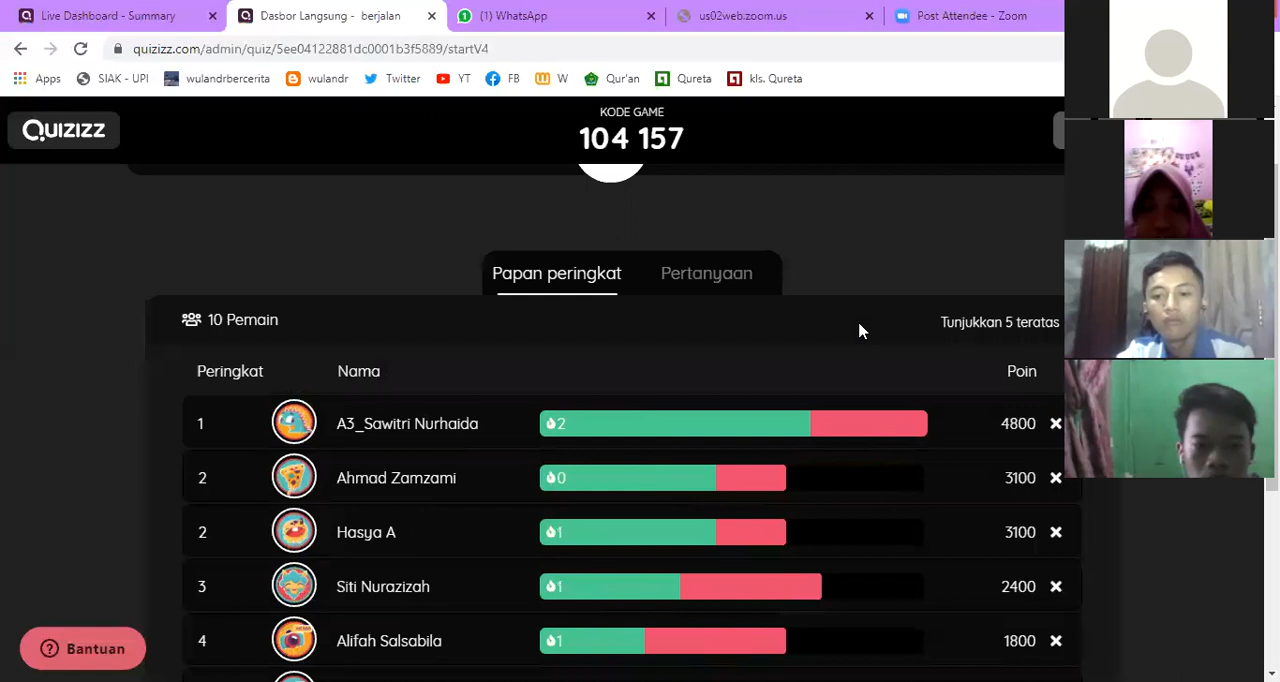 Live Dashboard - Summary
Dasbor Langsung - berjalan
(1) WhatsApp
us02web.zoom.us
Post Attendee - Zoom
quizizz.com/admin/quiz/5ee04122881dc0001b3f5889/startV4
Apps
SIAK - UPI
wulandrbercerita
wulandr
Twitter
YT
FB
W
Qur'an
Qureta
kls. Qureta
Quizizz
KODE GAME
104 157
Papan peringkat
Pertanyaan
10 Pemain
Tunjukkan 5 teratas
Peringkat Nama Poin
1 A3_Sawitri Nurhaida 2 4800
2 Ahmad Zamzami 0 3100
2 Hasya A 1 3100
3 Siti Nurazizah 1 2400
4 Alifah Salsabila 1 1800
Bantuan